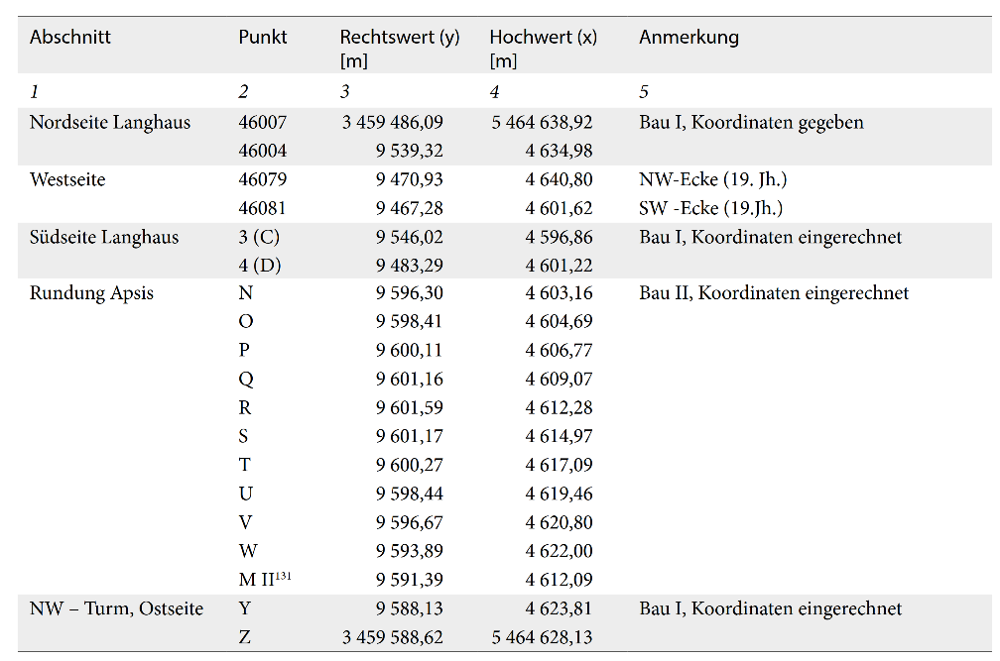 Abschnitt Punkt Rechtswert (y) [m] Hochwert (x) [m] Anmerkung
1 2 3 4 5
Nordseite Langhaus 46007 3 459 486,09 5 464 638,92 Bau I, Koordinaten gegeben
46004 9 539,32 4 634,98
Westseite 46079 9 470,93 4 640,80 NW-Ecke (19. Jh.)
46081 9 467,28 4 601,62 SW -Ecke (19.Jh.)
Südseite Langhaus 3 (C) 9 546,02 4 596,86 Bau I, Koordinaten eingerechnet
4 (D) 9 483,29 4 601,22
Rundung Apsis N 9 596,30 4 603,16 Bau II, Koordinaten eingerechnet
O 9 598,41 4 604,69
P 9 600,11 4 606,77
Q 9 601,16 4 609,07
R 9 601,59 4 612,28
S 9 601,17 4 614,97
T 9 600,27 4 617,09
U 9 598,44 4 619,46
V 9 596,67 4 620,80
W 9 593,89 4 622,00
M II131 9 591,39 4 612,09
NW – Turm, Ostseite Y 9 588,13 4 623,81 Bau I, Koordinaten eingerechnet
Z 3 459 588,62 5 464 628,13